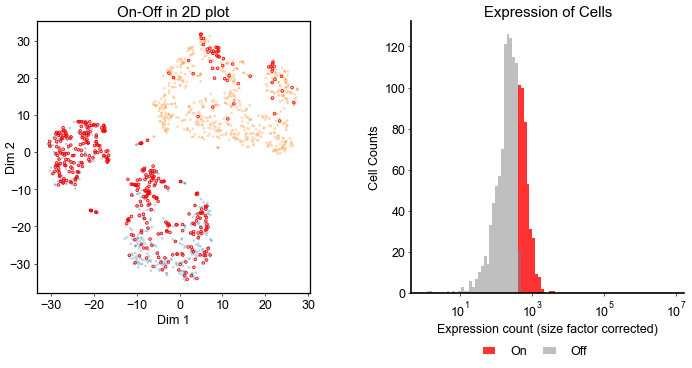 On-Off in 2D plot
Dim 2
30
20
10
0
−10
−20
−30
−30 −20 −10 0 10 20 30
Dim 1
Expression of Cells
Cell Counts
120
100
80
60
40
20
0
10^1 10^3 10^5 10^7
Expression count (size factor corrected)
On Off